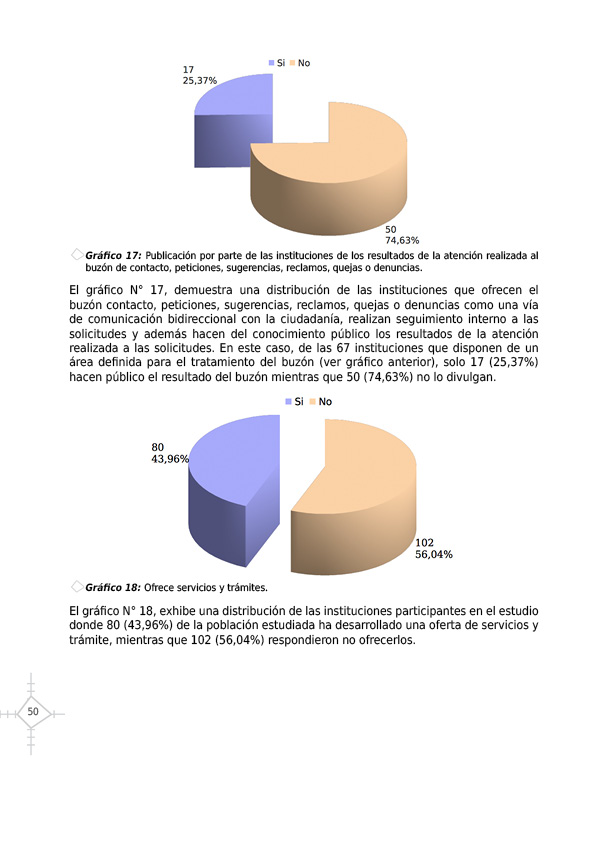 Si No
17
25,37%
50
74,63%
Gráfico 17: Publicación por parte de las instituciones de los resultados de la atención realizada al
buzón de contacto, peticiones, sugerencias, reclamos, quejas o denuncias.
El gráfico N° 17, demuestra una distribución de las instituciones que ofrecen el
buzón contacto, peticiones, sugerencias, reclamos, quejas o denuncias como una vía
de comunicación bidireccional con la ciudadanía, realizan seguimiento interno a las
solicitudes y además hacen del conocimiento público los resultados de la atención
realizada a las solicitudes. En este caso, de las 67 instituciones que disponen de un
área definida para el tratamiento del buzón (ver gráfico anterior), solo 17 (25,37%)
hacen público el resultado del buzón mientras que 50 (74,63%) no lo divulgan.
Si No
80
43,96%
102
56,04%
Gráfico 18: Ofrece servicios y trámites.
El gráfico N° 18, exhibe una distribución de las instituciones participantes en el estudio
donde 80 (43,96%) de la población estudiada ha desarrollado una oferta de servicios y
trámite, mientras que 102 (56,04%) respondieron no ofrecerlos.
50